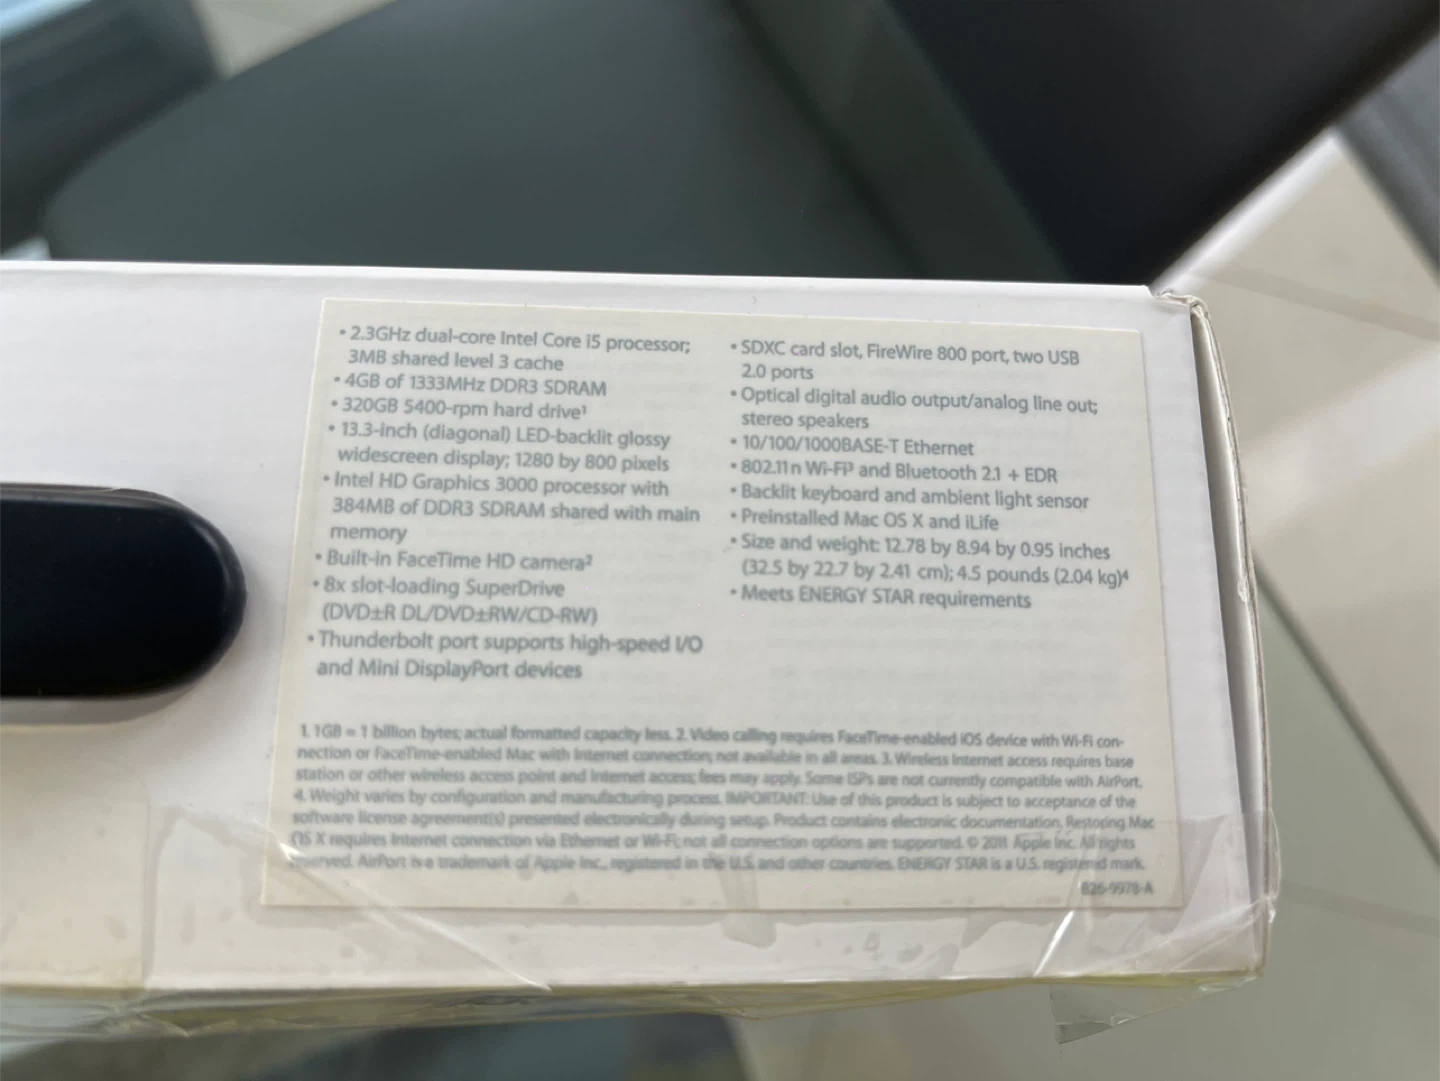 • 2.3GHz dual-core Intel Core i5 processor;
3MB shared level 3 cache
• 4GB of 1333MHz DDR3 SDRAM
• 320GB 5400-rpm hard drive¹
• 13.3-inch (diagonal) LED-backlit glossy
widescreen display; 1280 by 800 pixels
• Intel HD Graphics 3000 processor with
384MB of DDR3 SDRAM shared with main
memory
• Built-in FaceTime HD camera²
• 8x slot-loading SuperDrive
(DVD±R DL/DVD±RW/CD-RW)
• Thunderbolt port supports high-speed I/O
and Mini DisplayPort devices
• SDXC card slot, FireWire 800 port, two USB
2.0 ports
• Optical digital audio output/analog line out;
stereo speakers
• 10/100/1000BASE-T Ethernet
• 802.11n Wi-Fi³ and Bluetooth 2.1 + EDR
• Backlit keyboard and ambient light sensor
• Preinstalled Mac OS X and iLife
• Size and weight: 12.78 by 8.94 by 0.95 inches
(32.5 by 22.7 by 2.41 cm); 4.5 pounds (2.04 kg)⁴
• Meets ENERGY STAR requirements
1. 1GB = 1 billion bytes; actual formatted capacity less. 2. Video calling requires FaceTime-enabled iOS device with Wi-Fi con-
nection or FaceTime-enabled Mac with Internet connection; not available in all areas. 3. Wireless Internet access requires base
station or other wireless access point and Internet access; fees may apply. Some ISPs are not currently compatible with AirPort.
4. Weight varies by configuration and manufacturing process. IMPORTANT: Use of this product is subject to acceptance of the
software license agreement(s) presented electronically during setup. Product contains electronic documentation. Restoring Mac
OS X requires Internet connection via Ethernet or Wi-Fi; not all connection options are supported. © 2011 Apple Inc. All rights
reserved. AirPort is a trademark of Apple Inc., registered in the U.S. and other countries. ENERGY STAR is a U.S. registered mark.
826-9978-A